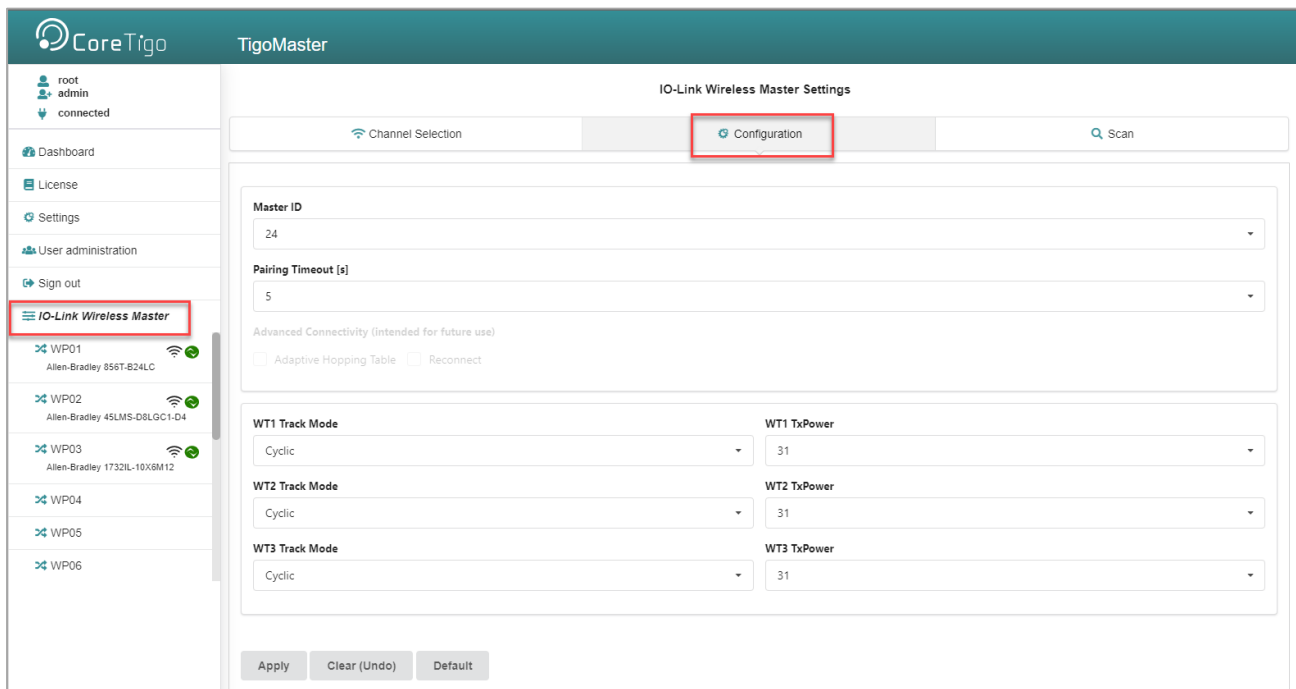 CoreTigo
TigoMaster
root
admin
connected
Dashboard
License
Settings
User administration
Sign out
IO-Link Wireless Master
WP01
Allen-Bradley 856T-B24LC
WP02
Allen-Bradley 45LMS-D8LGC1-D4
WP03
Allen-Bradley 1732IL-10X6M12
WP04
WP05
WP06
IO-Link Wireless Master Settings
Channel Selection Configuration Scan
Master ID
24
Pairing Timeout [s]
5
Advanced Connectivity (intended for future use)
Adaptive Hopping Table Reconnect
WT1 Track Mode WT1 TxPower
Cyclic 31
WT2 Track Mode WT2 TxPower
Cyclic 31
WT3 Track Mode WT3 TxPower
Cyclic 31
Apply Clear (Undo) Default